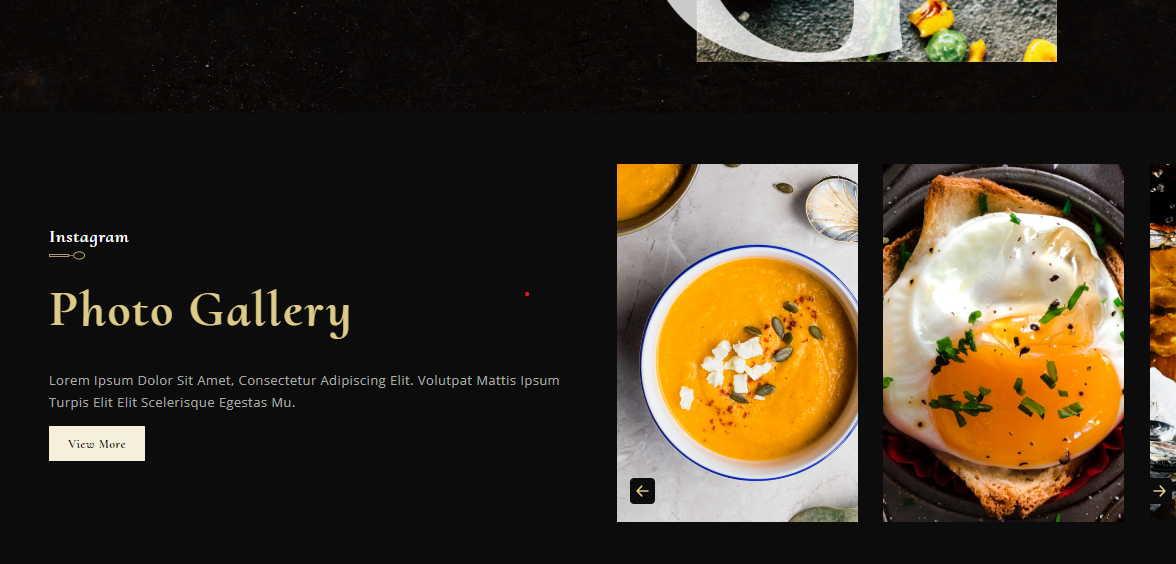 G
Instagram
Photo Gallery
Lorem Ipsum Dolor Sit Amet, Consectetur Adipiscing Elit. Volutpat Mattis Ipsum
Turpis Elit Elit Scelerisque Egestas Mu.
View More